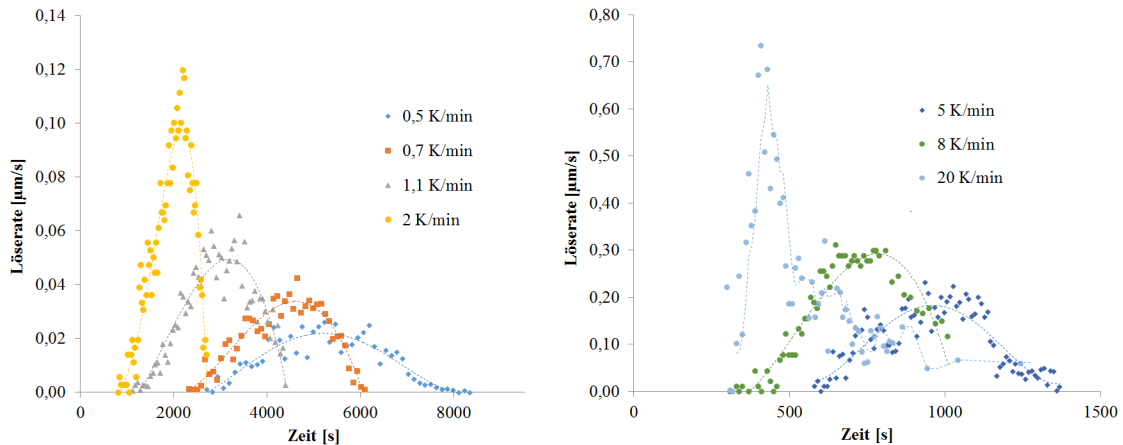 0,14
0,12
0,10
0,08
0,06
0,04
0,02
0,00
Löserate [µm/s]
0 2000 4000 6000 8000
Zeit [s]
0,5 K/min
0,7 K/min
1,1 K/min
2 K/min
0,80
0,70
0,60
0,50
0,40
0,30
0,20
0,10
0,00
Löserate [µm/s]
0 500 1000 1500
Zeit [s]
5 K/min
8 K/min
20 K/min